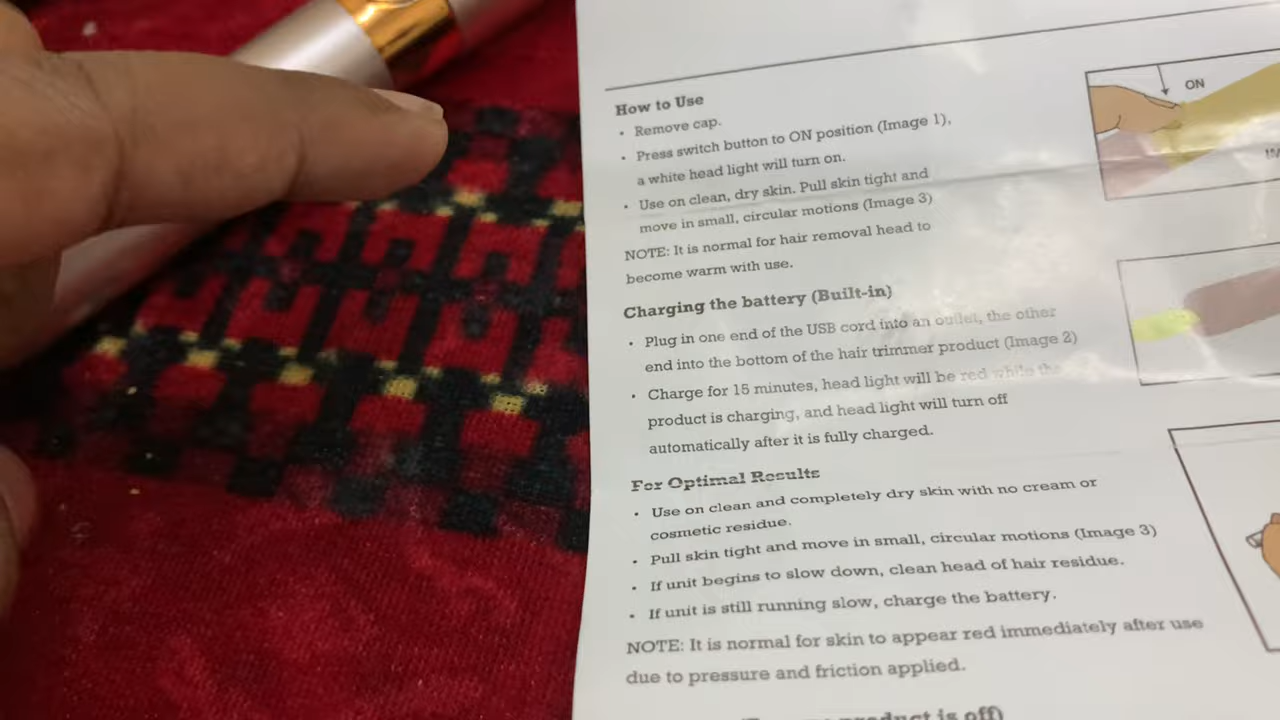 How to Use
• Remove cap.
• Press switch button to ON position (Image 1),
a white head light will turn on.
• Use on clean, dry skin. Pull skin tight and
move in small, circular motions (Image 3)
NOTE: It is normal for hair removal head to
become warm with use.
Charging the battery (Built-in)
• Plug in one end of the USB cord into an outlet, the other
end into the bottom of the hair trimmer product (Image 2)
• Charge for 15 minutes, head light will be red while the
product is charging, and head light will turn off
automatically after it is fully charged.
For Optimal Results
• Use on clean and completely dry skin with no cream or
cosmetic residue.
• Pull skin tight and move in small, circular motions (Image 3)
• If unit begins to slow down, clean head of hair residue.
• If unit is still running slow, charge the battery.
NOTE: It is normal for skin to appear red immediately after use
due to pressure and friction applied.
product is off)
ON